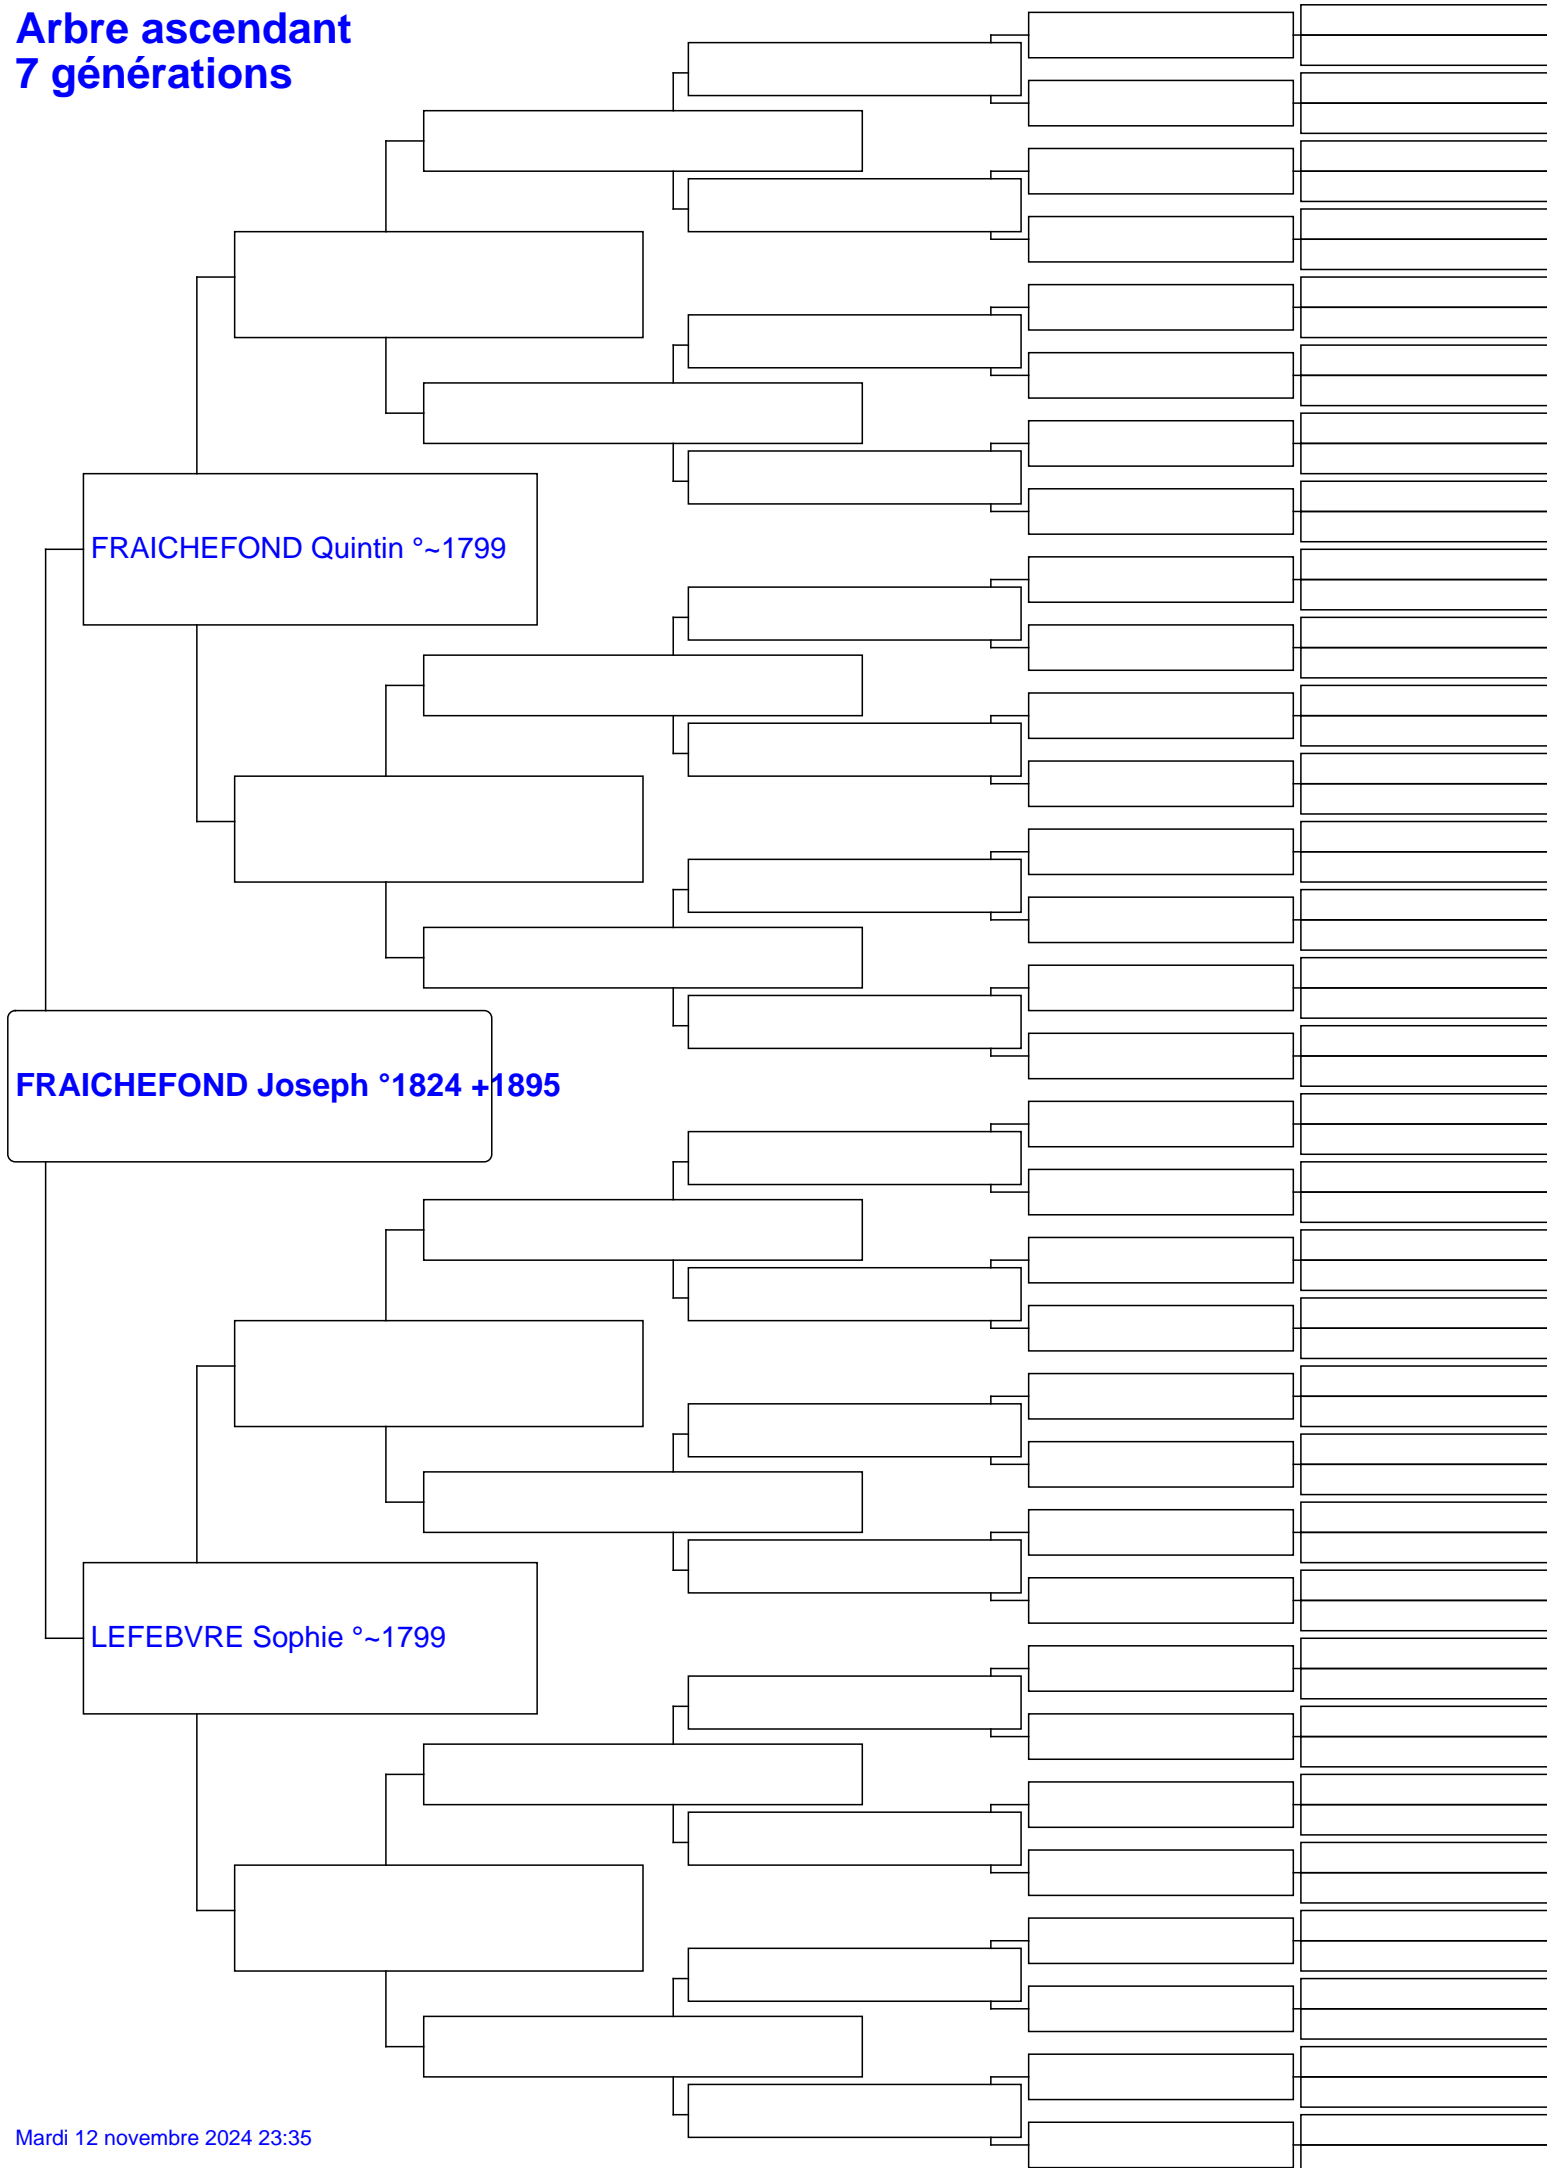 Arbre ascendant
7 générations
FRAICHEFOND Quintin °~1799
FRAICHEFOND Joseph °1824 +1895
LEFEBVRE Sophie °~1799
Mardi 12 novembre 2024 23:35